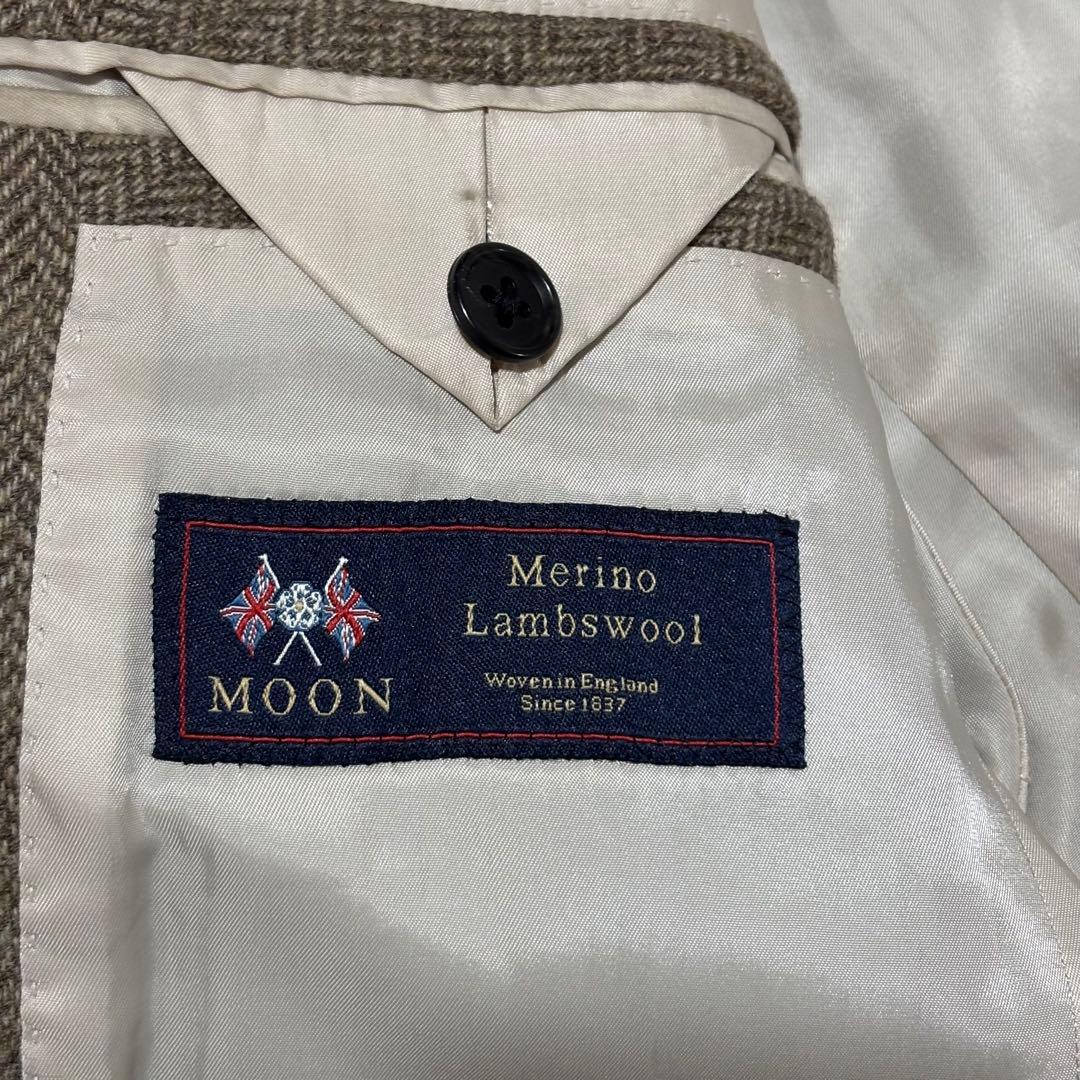 MOON
Merino
Lambswool
Woven in England
Since 1837